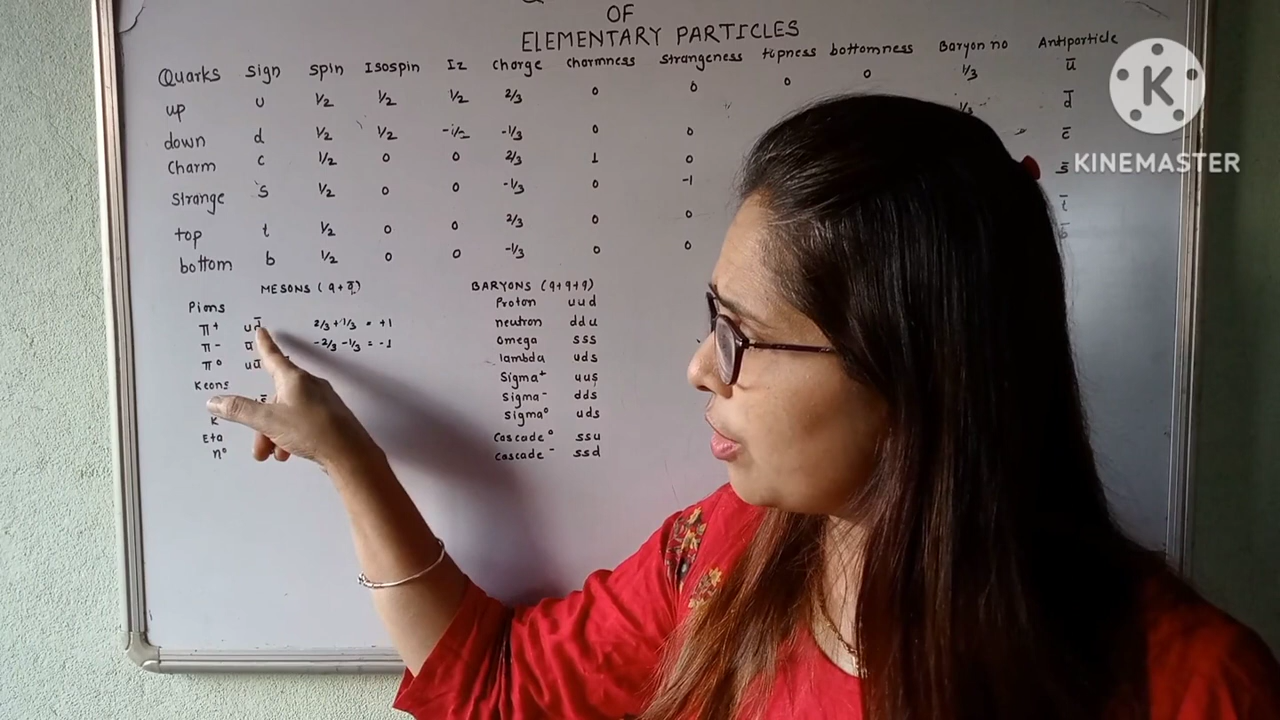 OF
ELEMENTARY PARTICLES
Quarks sign spin Isospin Iz charge charmness strangeness topness bottomness Baryon no Antiparticle
up u 1/2 1/2 1/2 2/3 0 0 0 0 1/3 ū
down d 1/2 1/2 -1/2 -1/3 0 0 1/3 d̄
Charm c 1/2 0 0 2/3 1 0 c̄
strange s 1/2 0 0 -1/3 0 -1 s̄
top t 1/2 0 0 2/3 0 0 t̄
bottom b 1/2 0 0 -1/3 0 0 b̄
MESONS (q+q̄)
Pions
π+ ud̄ 2/3 + 1/3 = +1
π- ū -2/3 -1/3 = -1
π0 uū
Keons
s̄
K
Eta
η0
BARYONS (q+q+q)
Proton uud
neutron ddu
Omega sss
lambda uds
Sigma+ uus
Sigma- dds
Sigma0 uds
Cascade0 ssu
Cascade- ssd
K
KINEMASTER